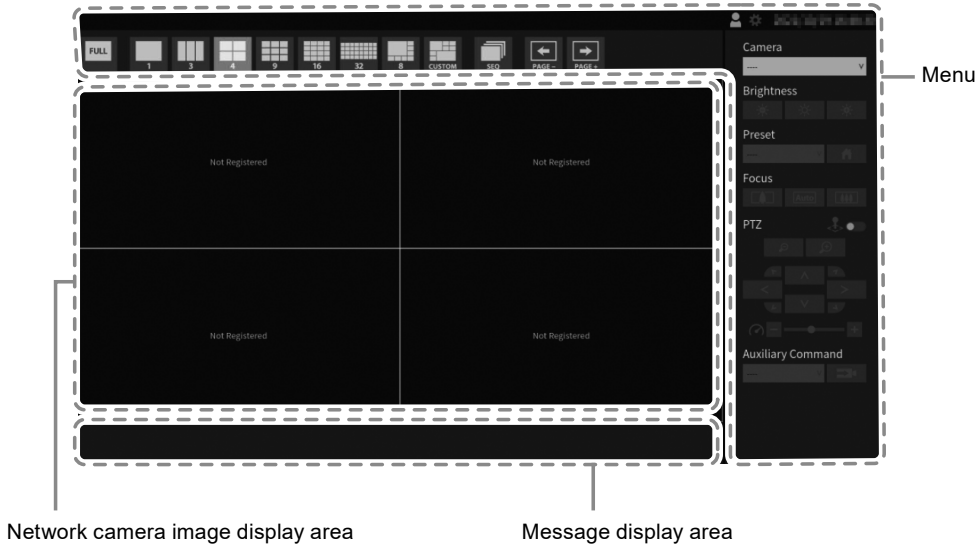 FULL
1
3
4
9
16
32
8
CUSTOM
SEQ
PAGE −
PAGE +
Camera
----
Menu
Brightness
Preset
----
Focus
Auto
PTZ
Auxiliary Command
----
Not Registered
Not Registered
Not Registered
Not Registered
Network camera image display area
Message display area